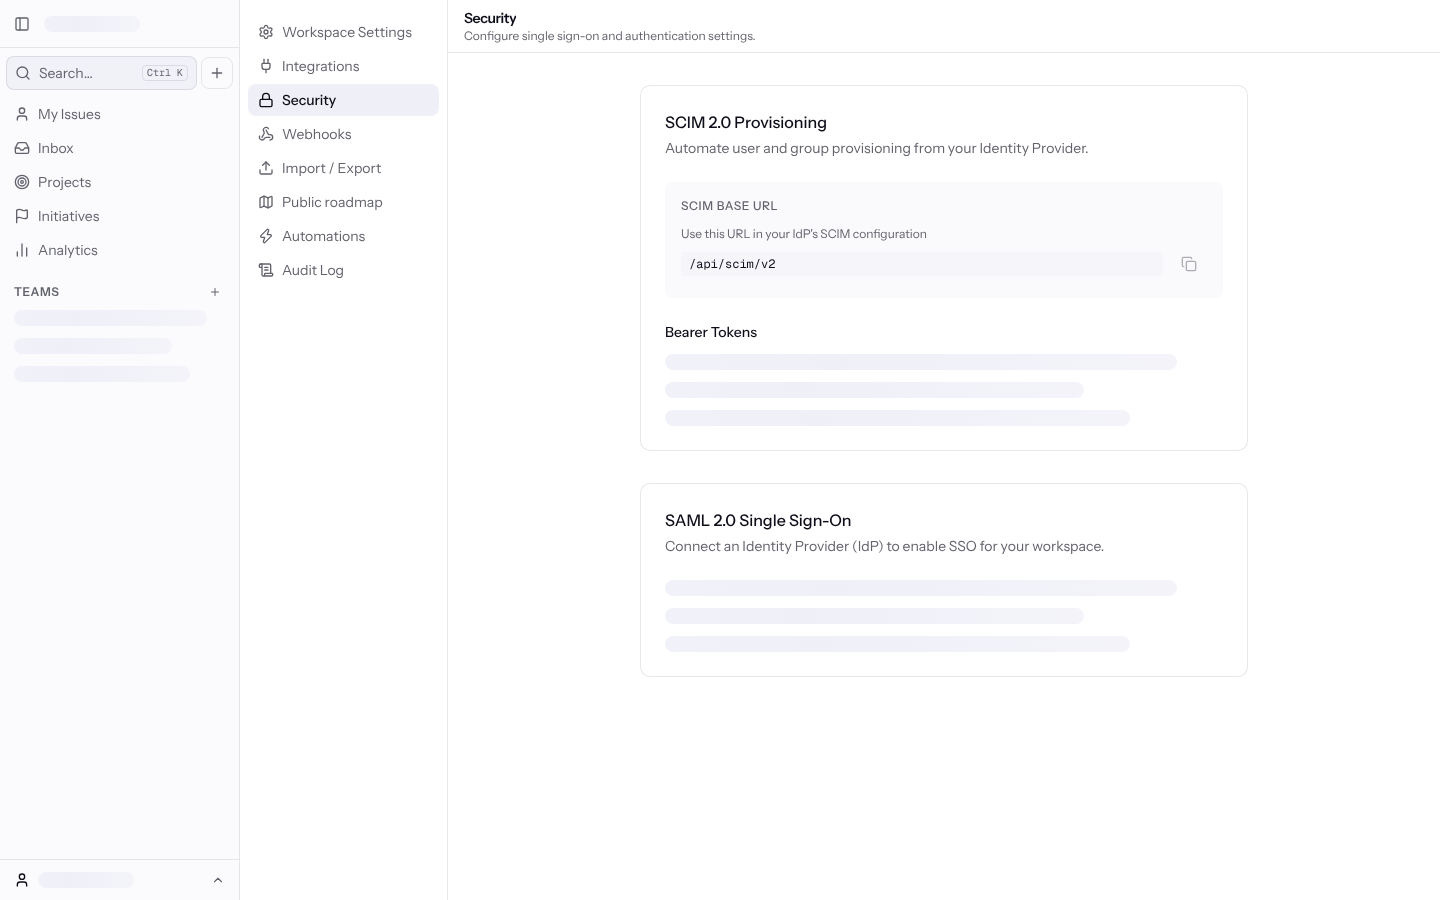 Search...
Ctrl K
My Issues
Inbox
Projects
Initiatives
Analytics
TEAMS
Workspace Settings
Integrations
Security
Webhooks
Import / Export
Public roadmap
Automations
Audit Log
Security
Configure single sign-on and authentication settings.
SCIM 2.0 Provisioning
Automate user and group provisioning from your Identity Provider.
SCIM BASE URL
Use this URL in your IdP's SCIM configuration
/api/scim/v2
Bearer Tokens
SAML 2.0 Single Sign-On
Connect an Identity Provider (IdP) to enable SSO for your workspace.